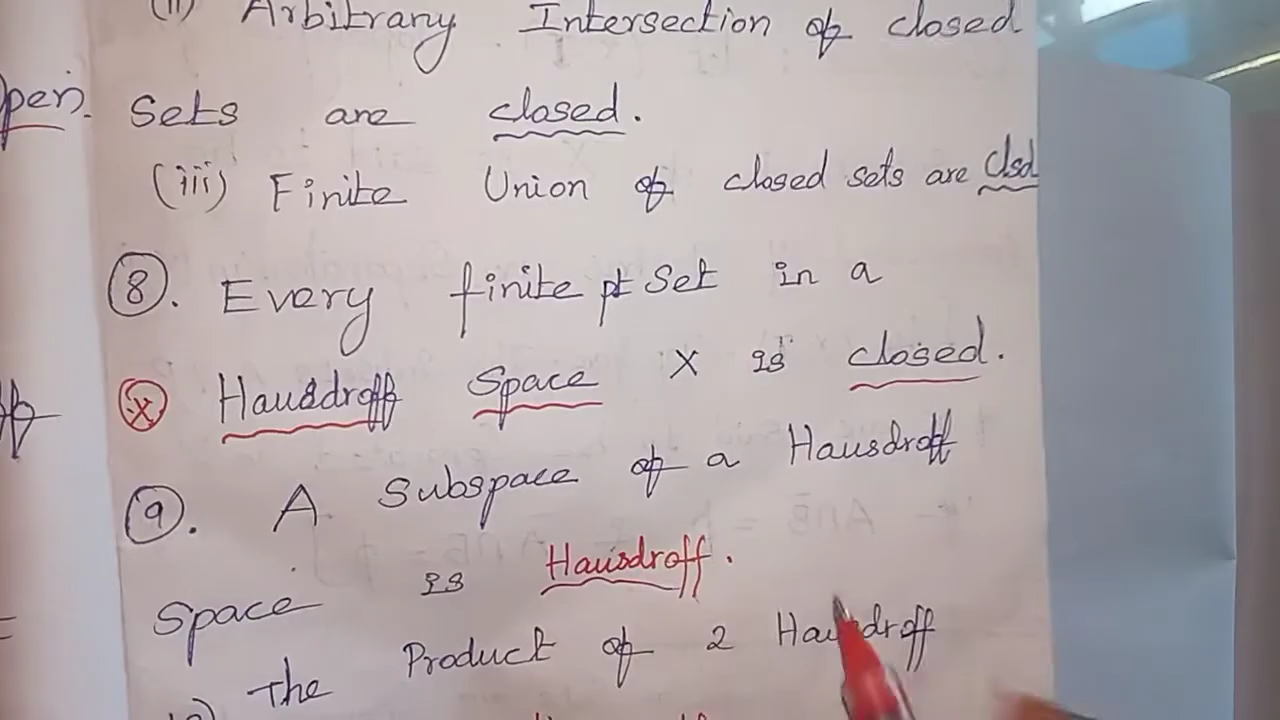 (ii) Arbitrary Intersection of closed
pen.
Sets are closed.
(iii) Finite Union of closed sets are Clsd
8. Every finite pt Set in a
Hausdroff Space X is closed.
9. A Subspace of a Hausdroff
Space is Hausdroff.
The Product of 2 Hausdroff